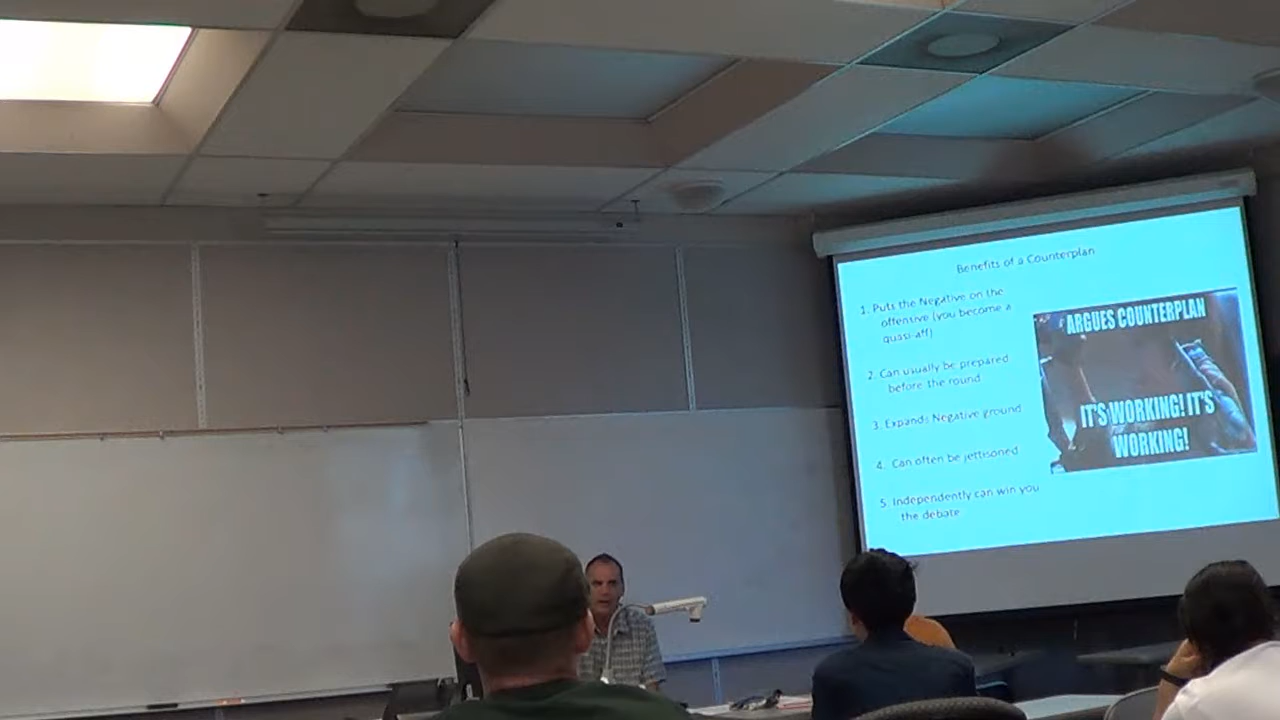 Benefits of a Counterplan
1. Puts the Negative on the
offensive (you become a
quasi-aff)
2. Can usually be prepared
before the round
3. Expands Negative ground
4. Can often be jettisoned
5. Independently can win you
the debate
ARGUES COUNTERPLAN
IT'S WORKING! IT'S
WORKING!